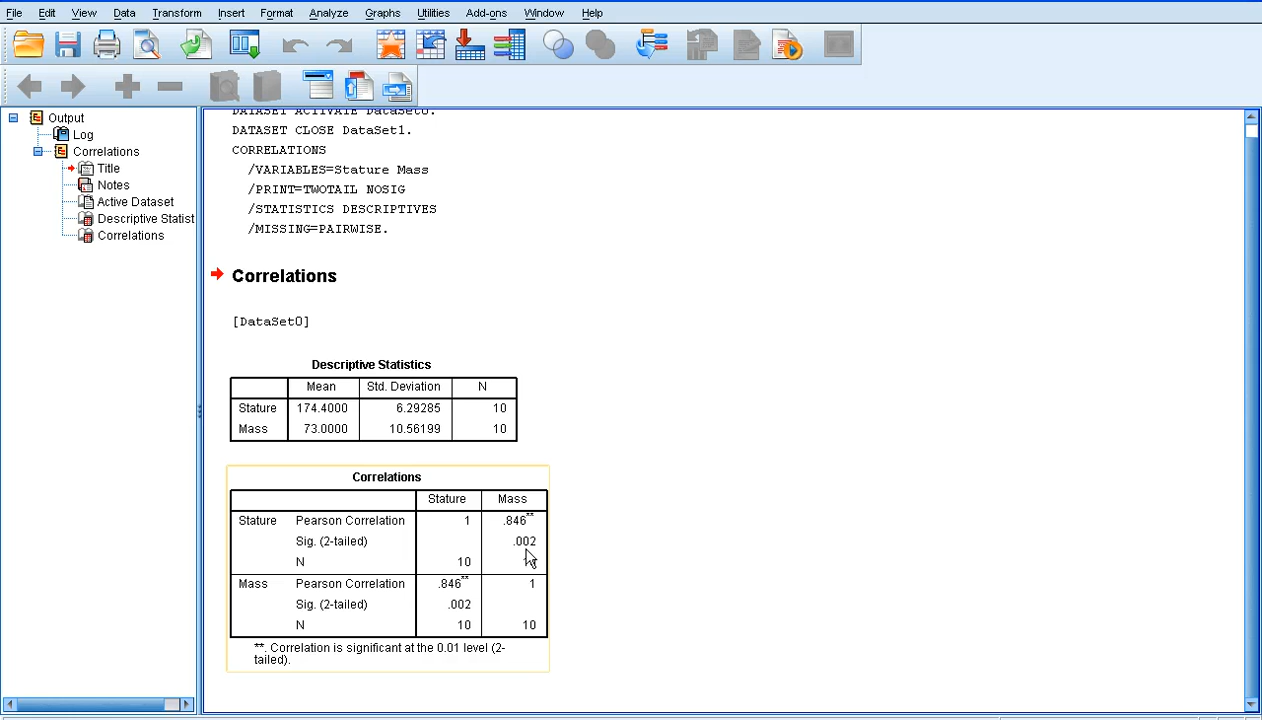 File Edit View Data Transform Insert Format Analyze Graphs Utilities Add-ons Window Help
Output
Log
Correlations
Title
Notes
Active Dataset
Descriptive Statist
Correlations
DATASET ACTIVATE DataSet0.
DATASET CLOSE DataSet1.
CORRELATIONS
/VARIABLES=Stature Mass
/PRINT=TWOTAIL NOSIG
/STATISTICS DESCRIPTIVES
/MISSING=PAIRWISE.
Correlations
[DataSet0]
Descriptive Statistics
Mean Std. Deviation N
Stature 174.4000 6.29285 10
Mass 73.0000 10.56199 10
Correlations
Stature Mass
Stature Pearson Correlation 1 .846**
Sig. (2-tailed) .002
N 10
Mass Pearson Correlation .846** 1
Sig. (2-tailed) .002
N 10 10
**. Correlation is significant at the 0.01 level (2-
tailed).